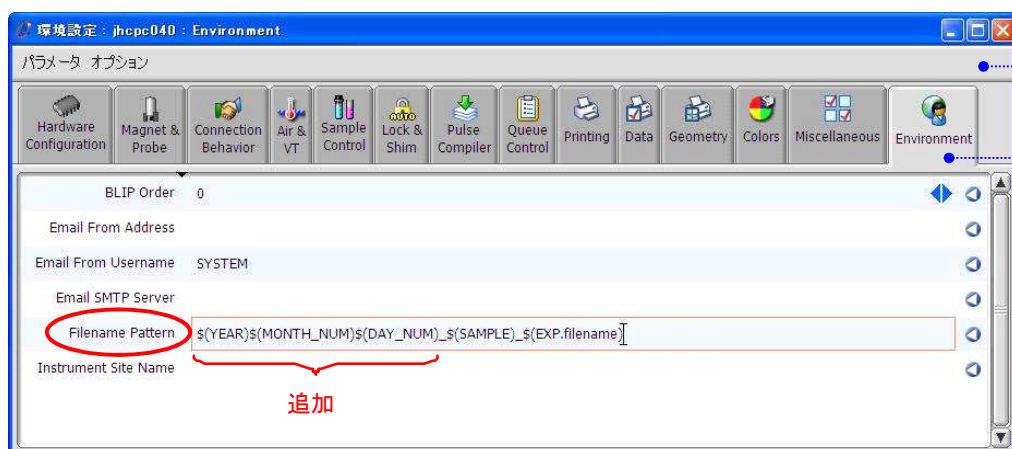 環境設定 : jhcpc040 : Environment
パラメータ オプション
Hardware Configuration
Magnet & Probe
Connection Behavior
Air & VT
Sample Control
AUTO
Lock & Shim
Pulse Compiler
Queue Control
Printing
Data
Geometry
Colors
Miscellaneous
Environment
BLIP Order 0
Email From Address
Email From Username SYSTEM
Email SMTP Server
Filename Pattern $(YEAR)$(MONTH_NUM)$(DAY_NUM)_$(SAMPLE)_$(EXP.filename)
Instrument Site Name
追加